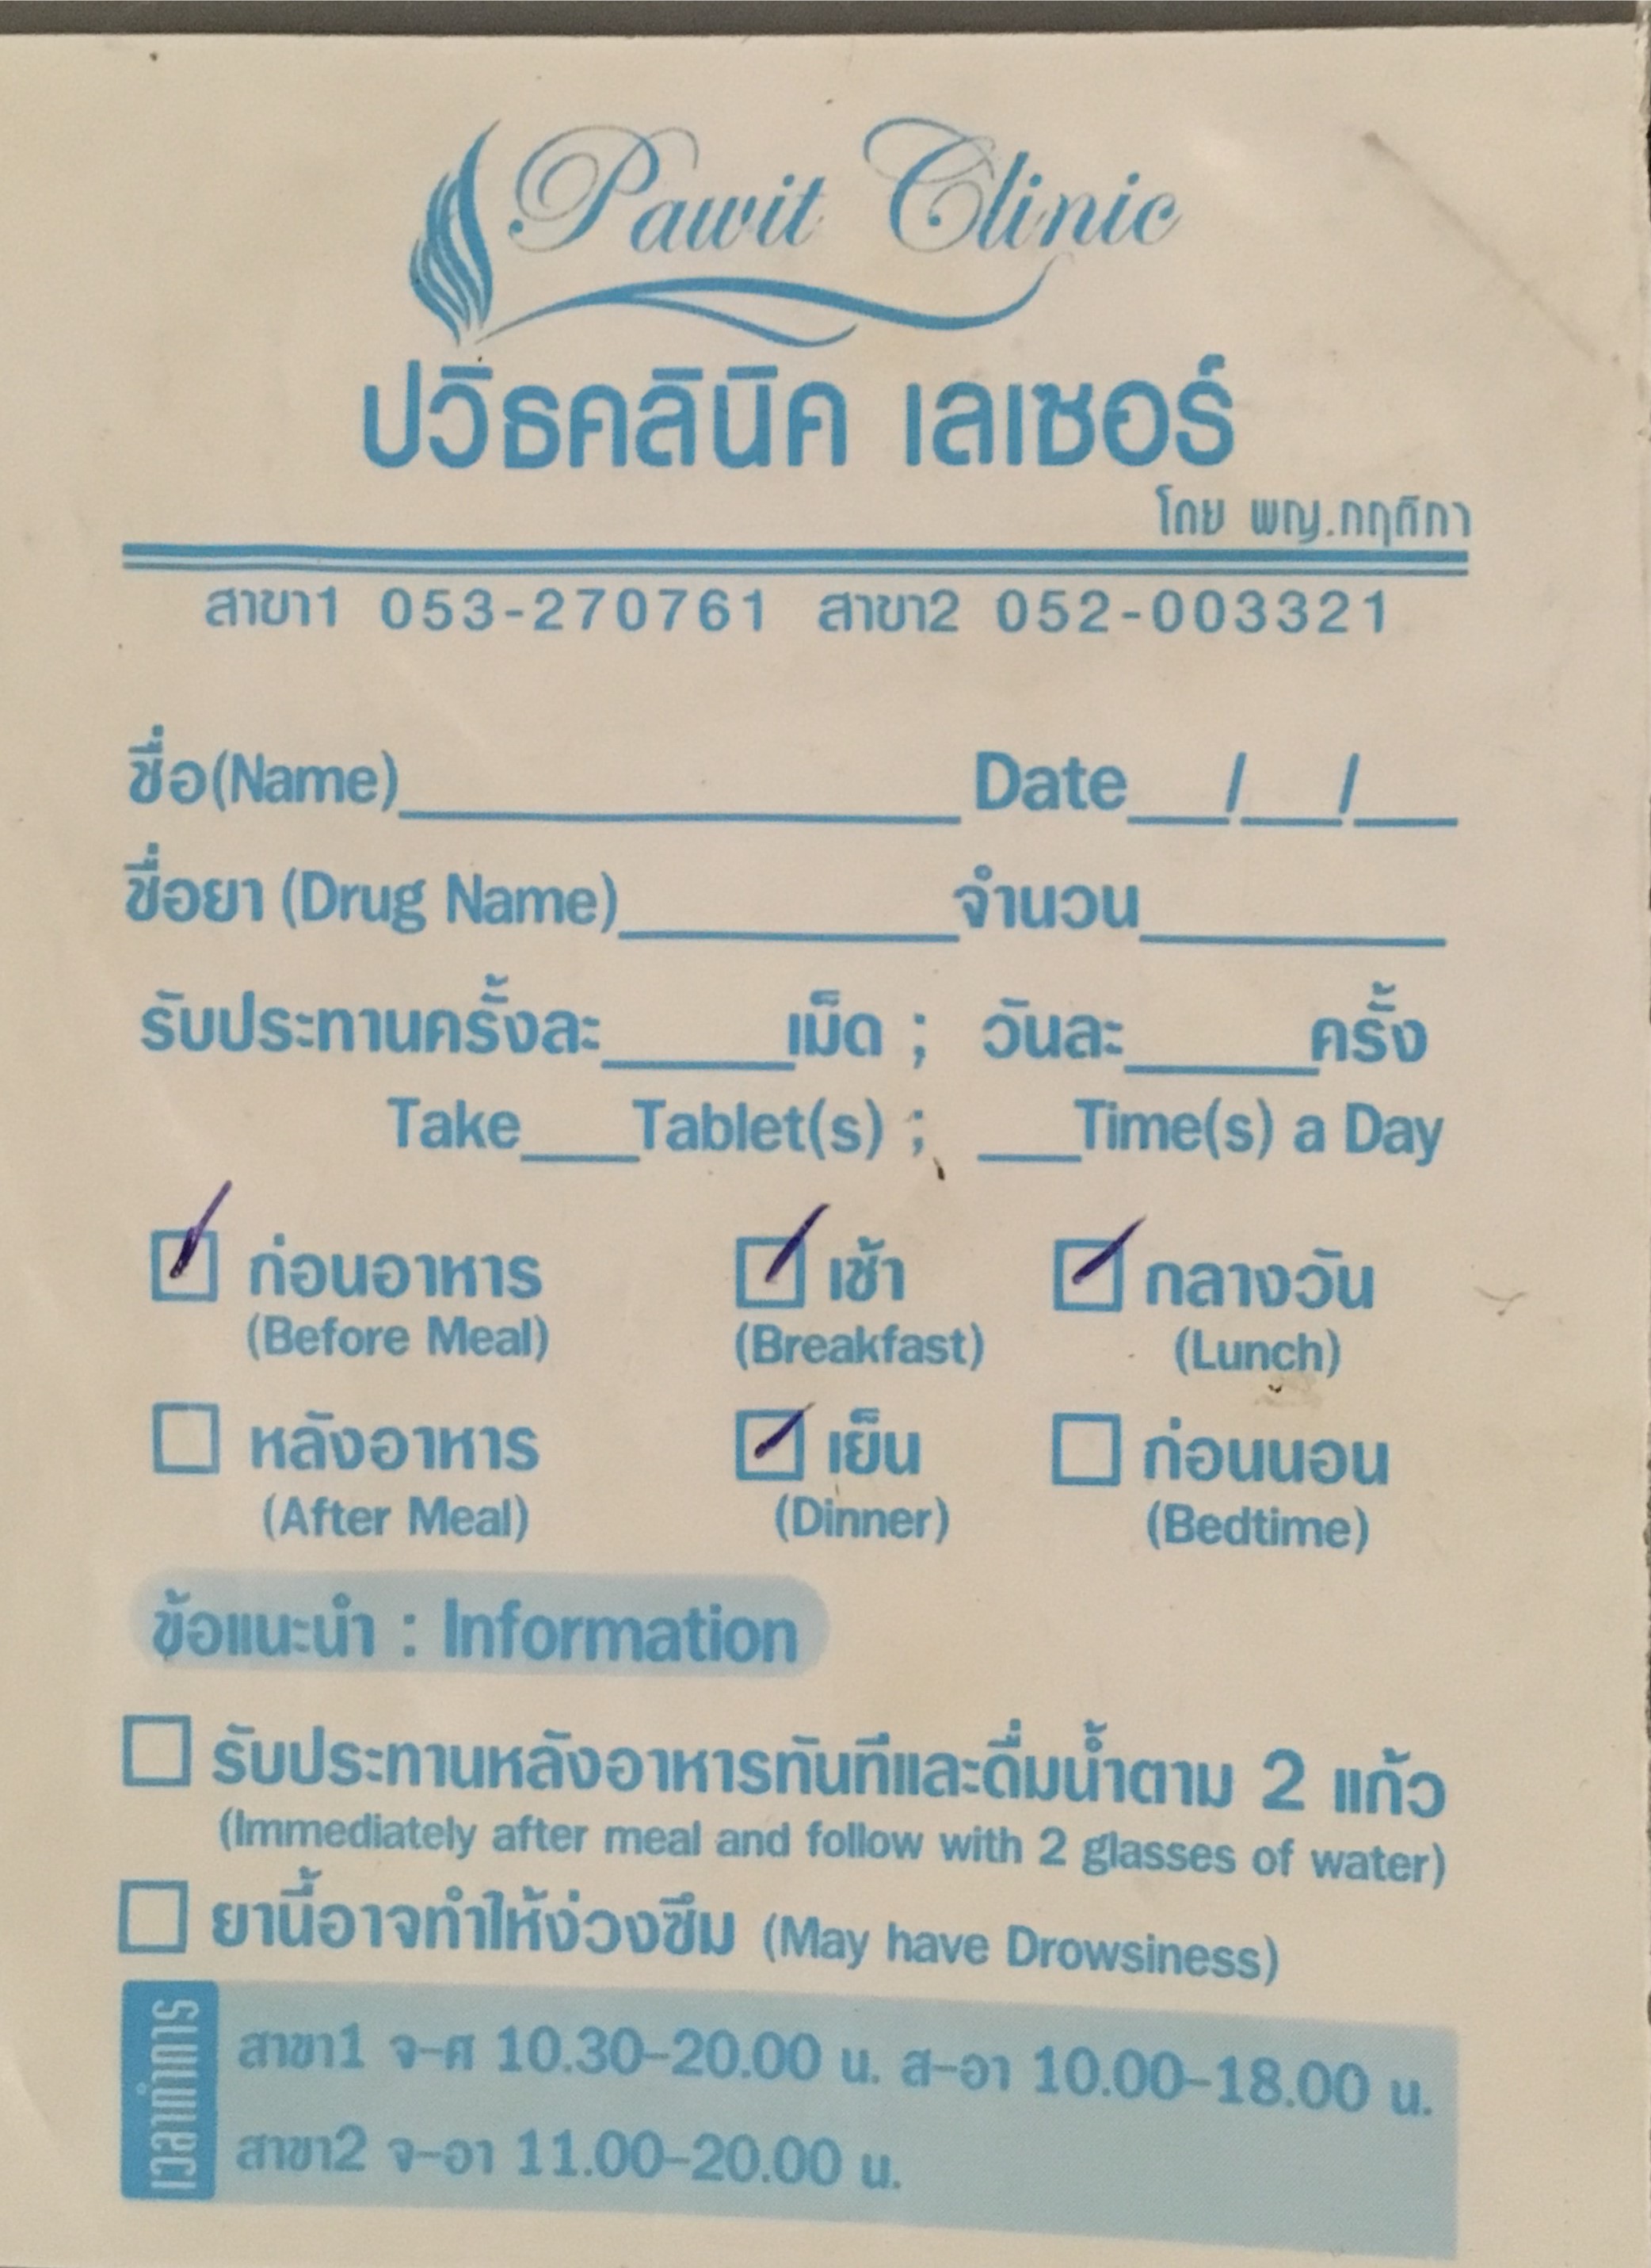 Pawit Clinic
ปวิธคลินิค เลเซอร์
โดย พญ.กฤติกา
สาขา1 053-270761 สาขา2 052-003321
ชื่อ(Name)____________ Date___/___/___
ชื่อยา (Drug Name)________จำนวน________
รับประทานครั้งละ_____เม็ด ; วันละ_____ครั้ง
Take___Tablet(s) ; ___Time(s) a Day
ก่อนอาหาร เช้า กลางวัน
(Before Meal) (Breakfast) (Lunch)
หลังอาหาร เย็น ก่อนนอน
(After Meal) (Dinner) (Bedtime)
ข้อแนะนำ : Information
รับประทานหลังอาหารทันทีและดื่มน้ำตาม 2 แก้ว
(Immediately after meal and follow with 2 glasses of water)
ยานี้อาจทำให้ง่วงซึม (May have Drowsiness)
เวลาทำการ
สาขา1 จ-ศ 10.30-20.00 น. ส-อา 10.00-18.00 น.
สาขา2 จ-อา 11.00-20.00 น.